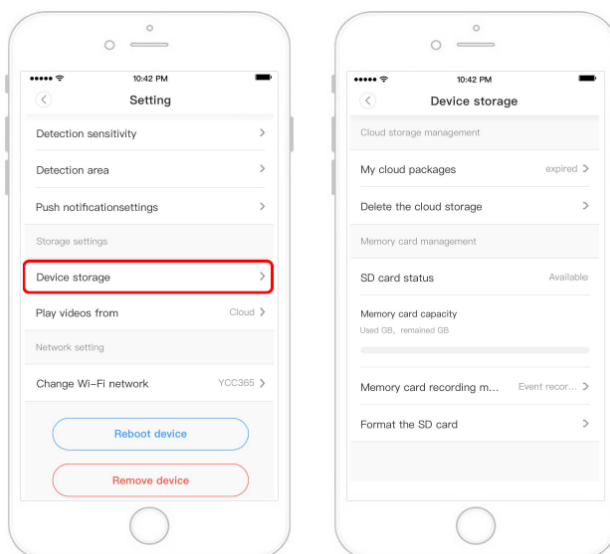 10:42 PM
Setting
Detection sensitivity
Detection area
Push notificationsettings
Storage settings
Device storage
Play videos from Cloud
Network setting
Change Wi-Fi network YCC365
Reboot device
Remove device
10:42 PM
Device storage
Cloud storage management
My cloud packages expired
Delete the cloud storage
Memory card management
SD card status Available
Memory card capacity
Used GB, remained GB
Memory card recording m... Event recor...
Format the SD card